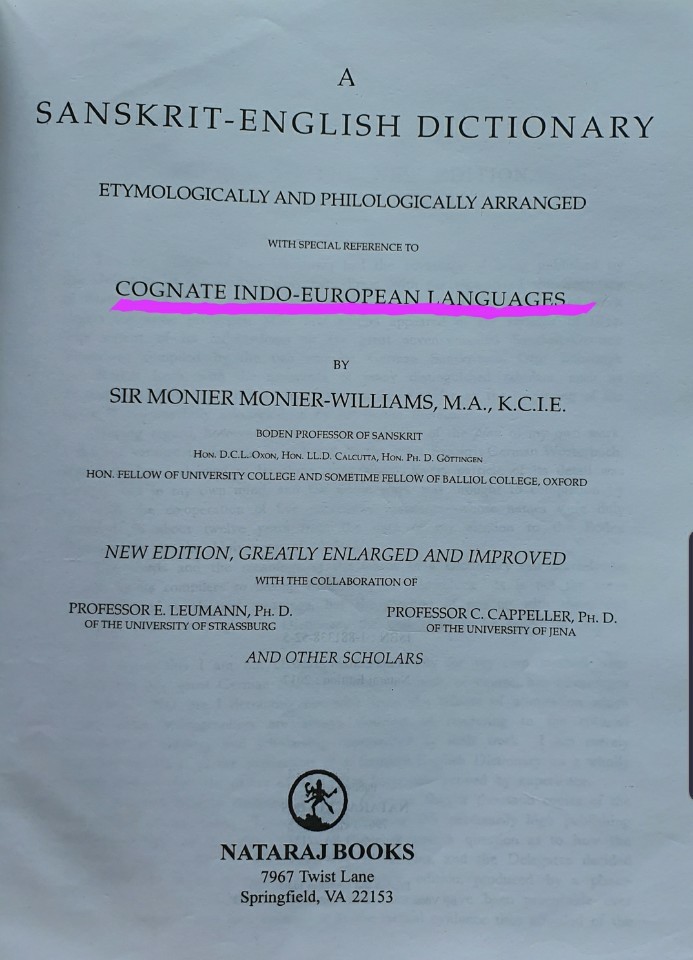 A
SANSKRIT-ENGLISH DICTIONARY
ETYMOLOGICALLY AND PHILOLOGICALLY ARRANGED
WITH SPECIAL REFERENCE TO
COGNATE INDO-EUROPEAN LANGUAGES
BY
SIR MONIER MONIER-WILLIAMS, M.A., K.C.I.E.
BODEN PROFESSOR OF SANSKRIT
HON. D.C.L. OXON, HON. LL.D. CALCUTTA, HON. PH. D. GÖTTINGEN
HON. FELLOW OF UNIVERSITY COLLEGE AND SOMETIME FELLOW OF BALLIOL COLLEGE, OXFORD
NEW EDITION, GREATLY ENLARGED AND IMPROVED
WITH THE COLLABORATION OF
PROFESSOR E. LEUMANN, PH. D.
OF THE UNIVERSITY OF STRASSBURG
PROFESSOR C. CAPPELLER, PH. D.
OF THE UNIVERSITY OF JENA
AND OTHER SCHOLARS
NATARAJ BOOKS
7967 Twist Lane
Springfield, VA 22153